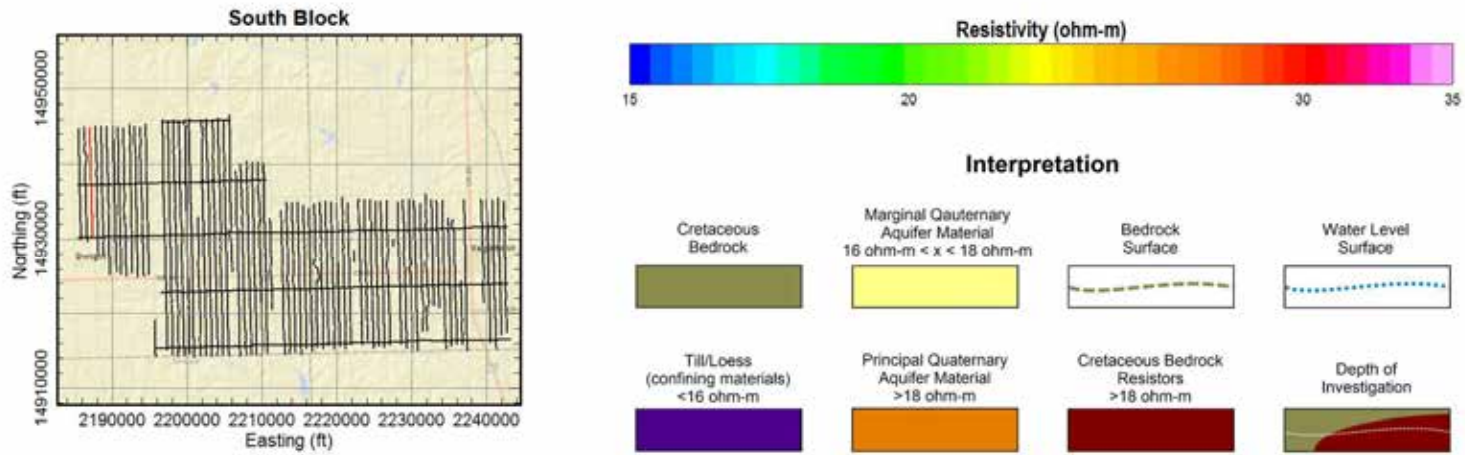 South Block
Northing (ft)
14950000
14930000
14910000
2190000 2200000 2210000 2220000 2230000 2240000
Easting (ft)
Resistivity (ohm-m)
15 20 30 35
Interpretation
Cretaceous
Bedrock
Marginal Qauternary
Aquifer Material
16 ohm-m < x < 18 ohm-m
Bedrock
Surface
Water Level
Surface
Till/Loess
(confining materials)
<16 ohm-m
Principal Quaternary
Aquifer Material
>18 ohm-m
Cretaceous Bedrock
Resistors
>18 ohm-m
Depth of
Investigation